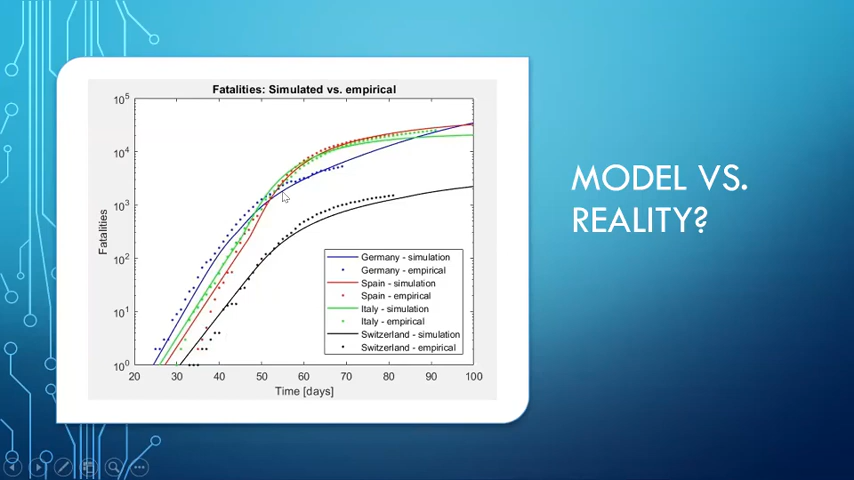 Fatalities: Simulated vs. empirical
10^5
10^4
10^3
10^2
10^1
10^0
Fatalities
20 30 40 50 60 70 80 90 100
Time [days]
Germany - simulation
Germany - empirical
Spain - simulation
Spain - empirical
Italy - simulation
Italy - empirical
Switzerland - simulation
Switzerland - empirical
MODEL VS.
REALITY?